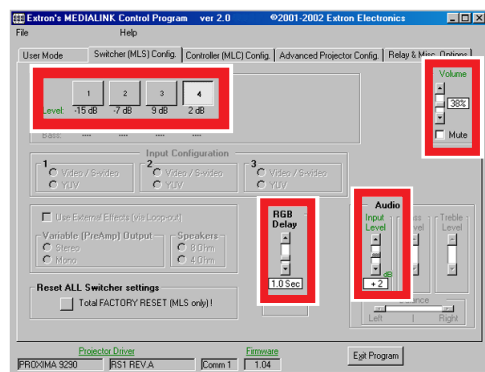 Extron's MEDIALINK Control Program ver 2.0 ©2001-2002 Extron Electronics
File Help
User Mode Switcher (MLS) Config. Controller (MLC) Config. Advanced Projector Config. Relay & Misc. Options
Volume
1 2 3 4
Level: -15 dB -7 dB 9 dB 2 dB
38%
Bass: ---- ---- ---- ----
Mute
Input Configuration
1 2 3
Video / S-video Video / S-video Video / S-video
YUV YUV YUV
Use External Effects (via Loop-out)
Variable (PreAmp) Output Speakers
Stereo 8 Ohm
Mono 4 Ohm
RGB
Delay
1.0 Sec
Audio
Input
Level
Treble
Level
dB
+ 2
Left | Right
Reset ALL Switcher settings
Total FACTORY RESET (MLS only) !
Projector Driver Firmware
PROXIMA 9290 RS1 REV.A Comm 1 1.04
Exit Program